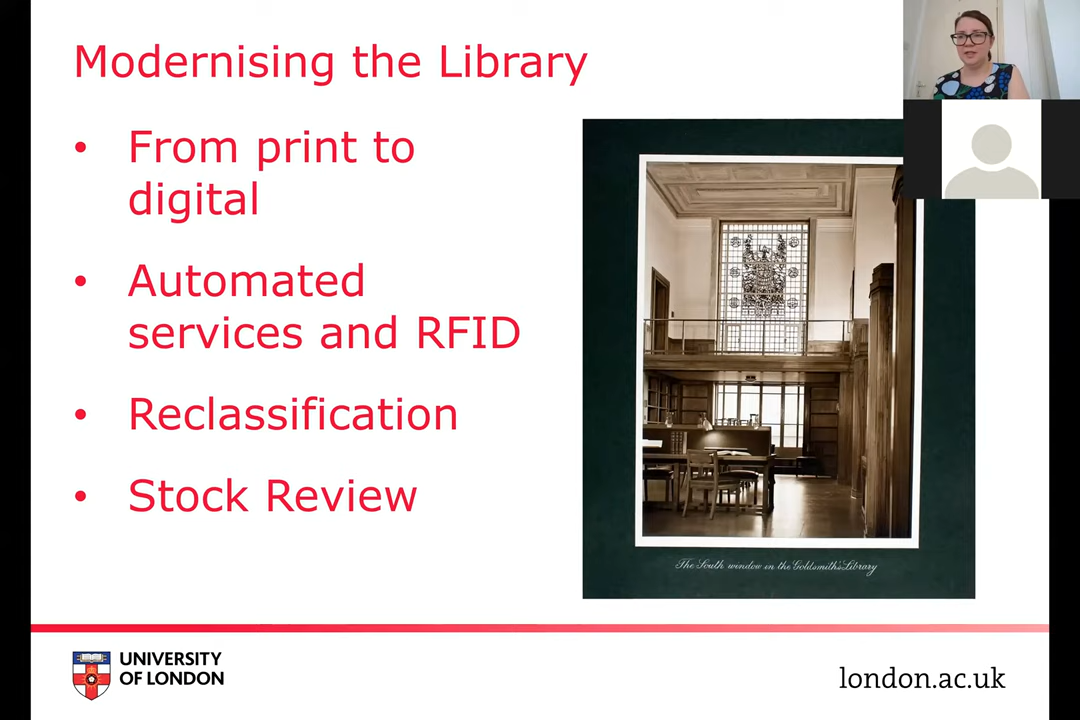 Modernising the Library
• From print to
digital
• Automated
services and RFID
• Reclassification
• Stock Review
The South window in the Goldsmith's Library
UNIVERSITY
OF LONDON
london.ac.uk